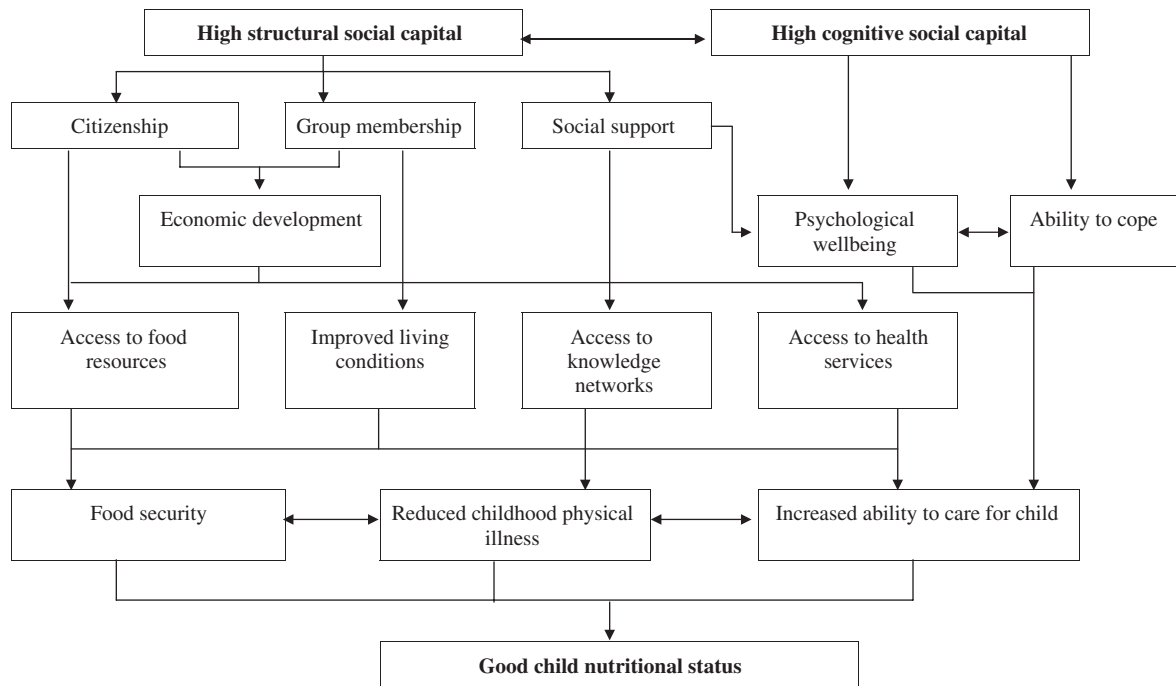 High structural social capital
High cognitive social capital
Citizenship
Group membership
Social support
Economic development
Psychological
wellbeing
Ability to cope
Access to food
resources
Improved living
conditions
Access to
knowledge
networks
Access to health
services
Food security
Reduced childhood physical
illness
Increased ability to care for child
Good child nutritional status